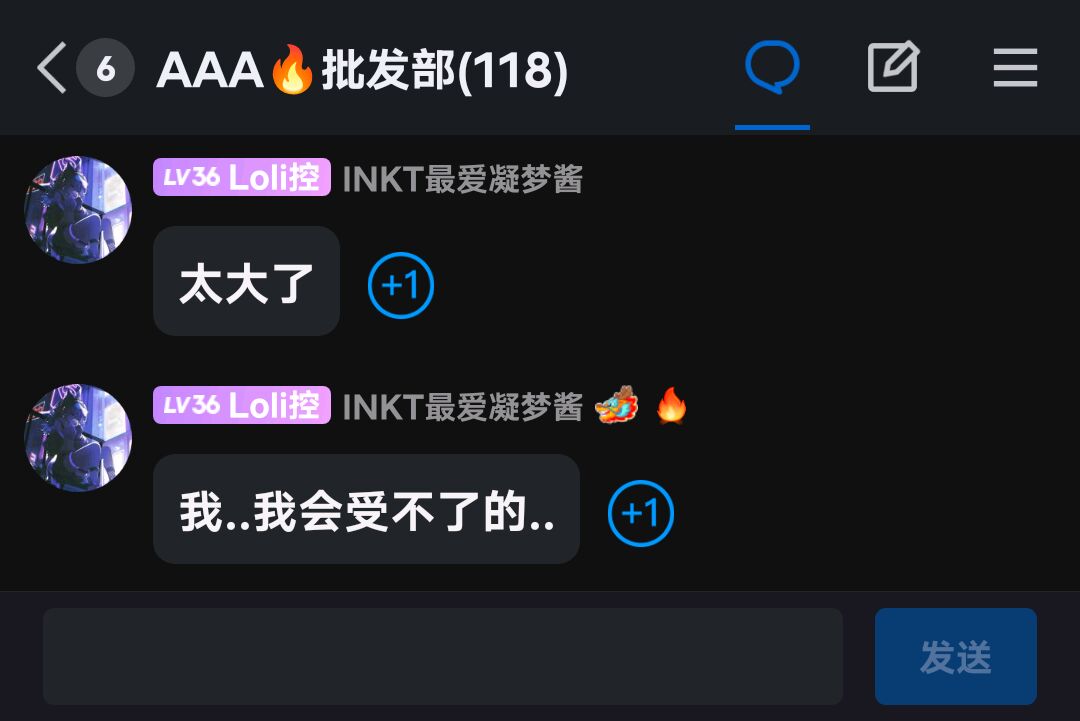 6 AAA🔥批发部(118)
LV36 Loli控 INKT最爱凝梦酱
太大了
+1
LV36 Loli控 INKT最爱凝梦酱 🐲 🔥
我..我会受不了的..
+1
发送